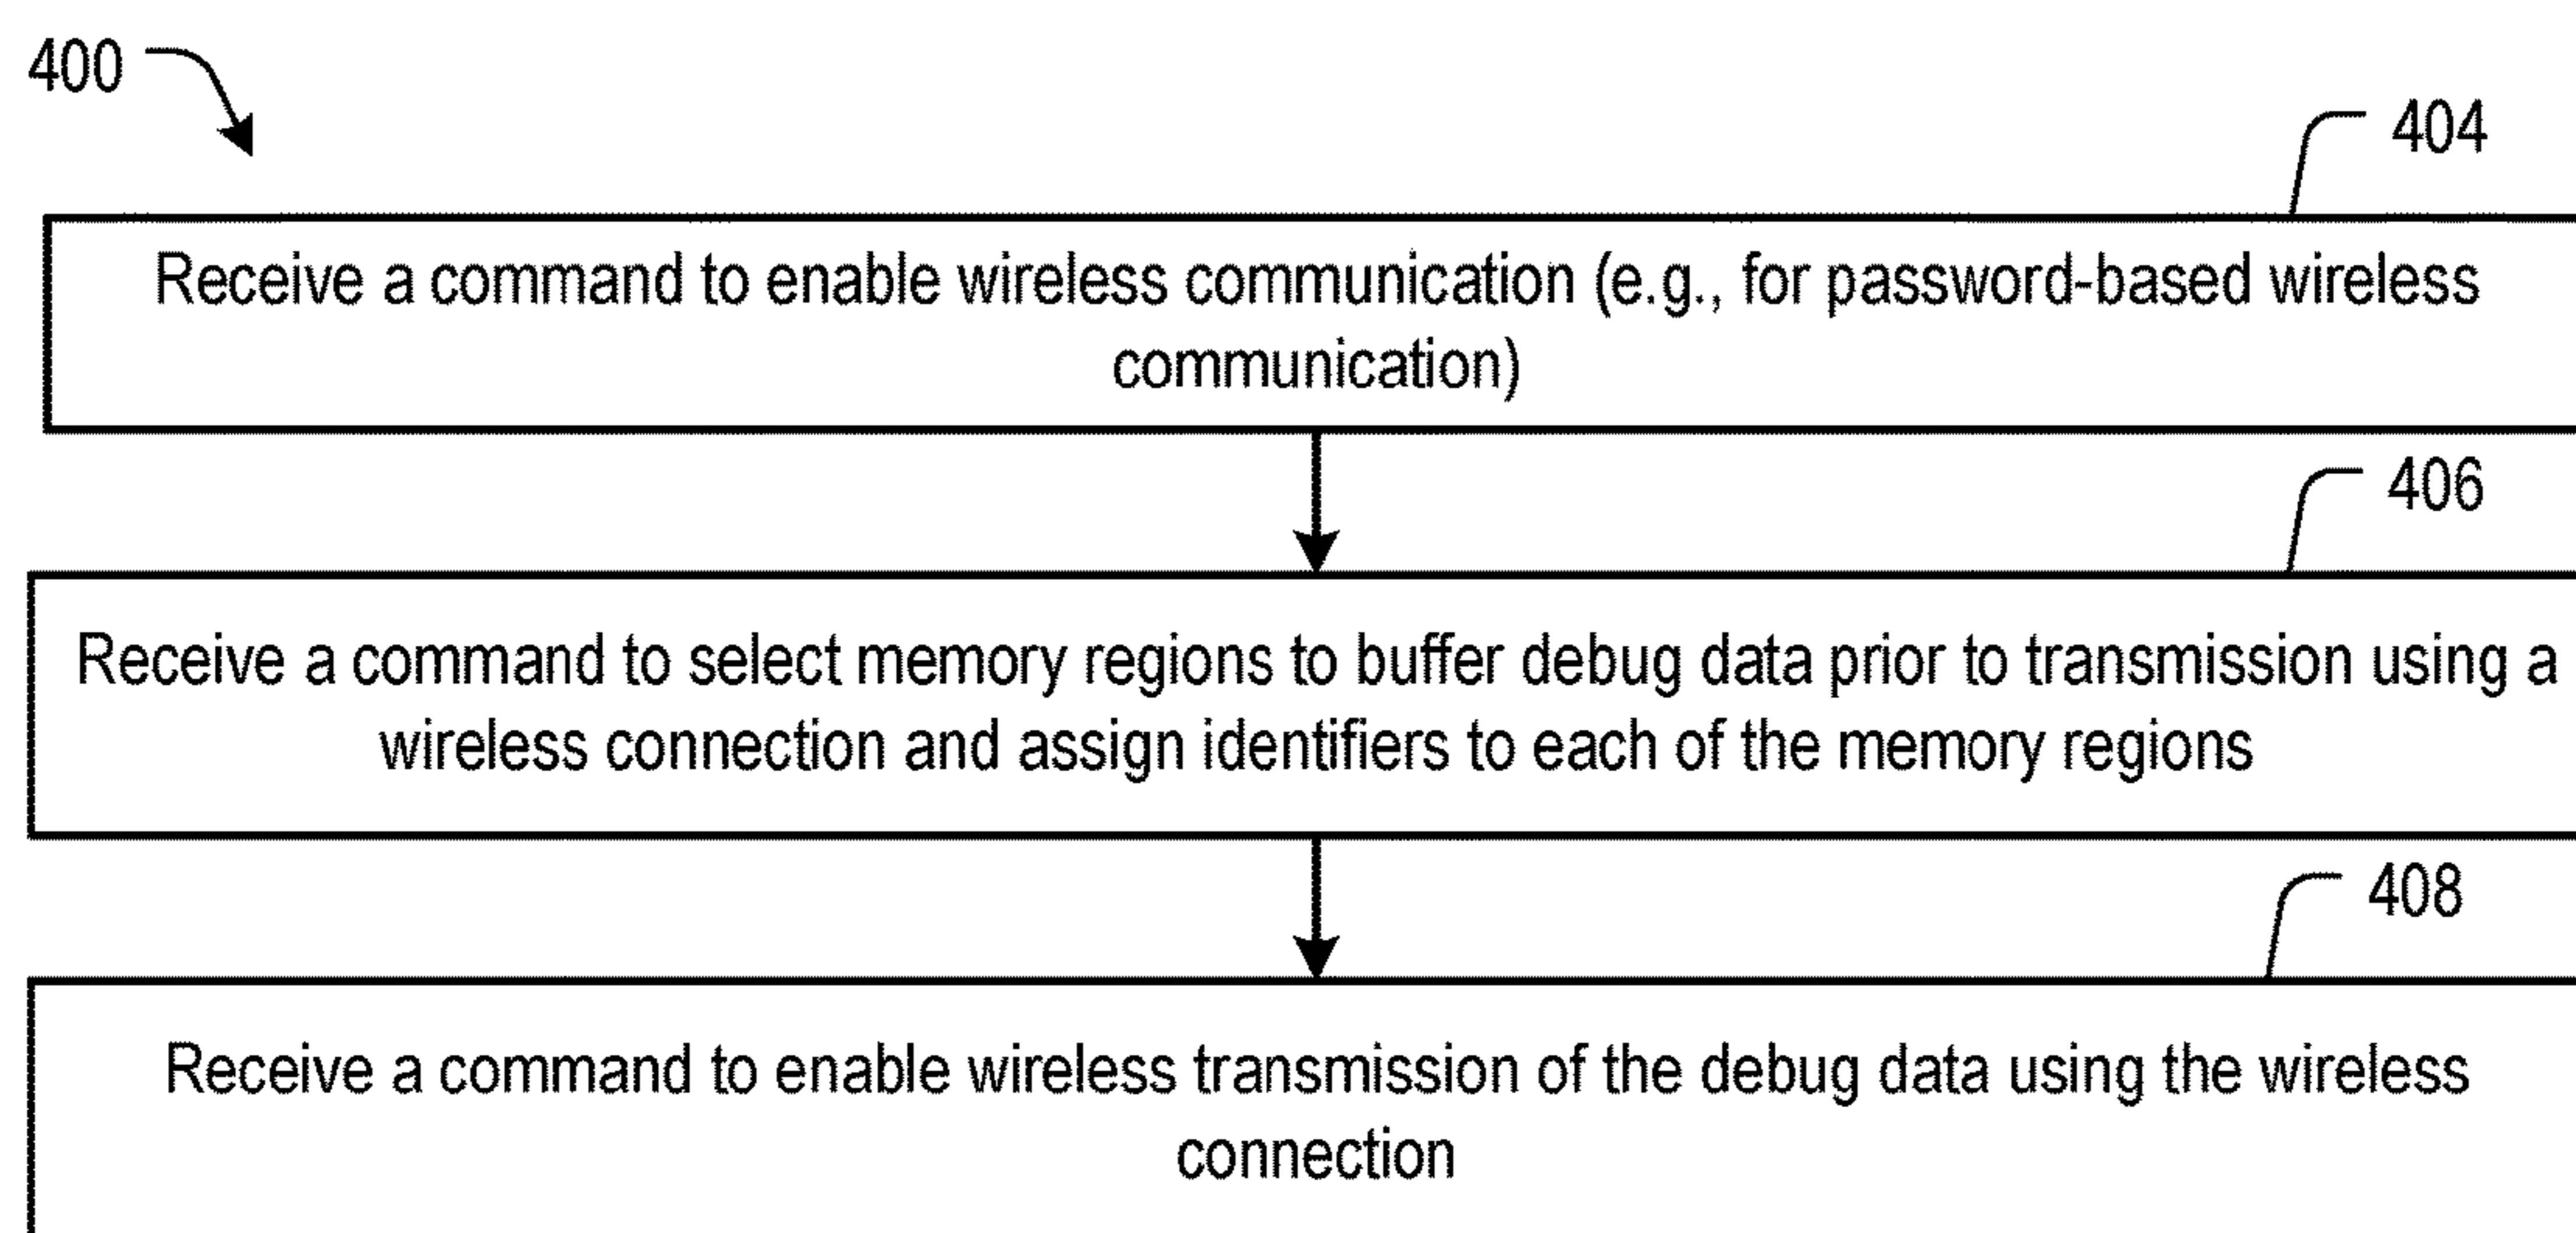 400
404
Receive a command to enable wireless communication (e.g., for password-based wireless
communication)
406
Receive a command to select memory regions to buffer debug data prior to transmission using a
wireless connection and assign identifiers to each of the memory regions
408
Receive a command to enable wireless transmission of the debug data using the wireless
connection